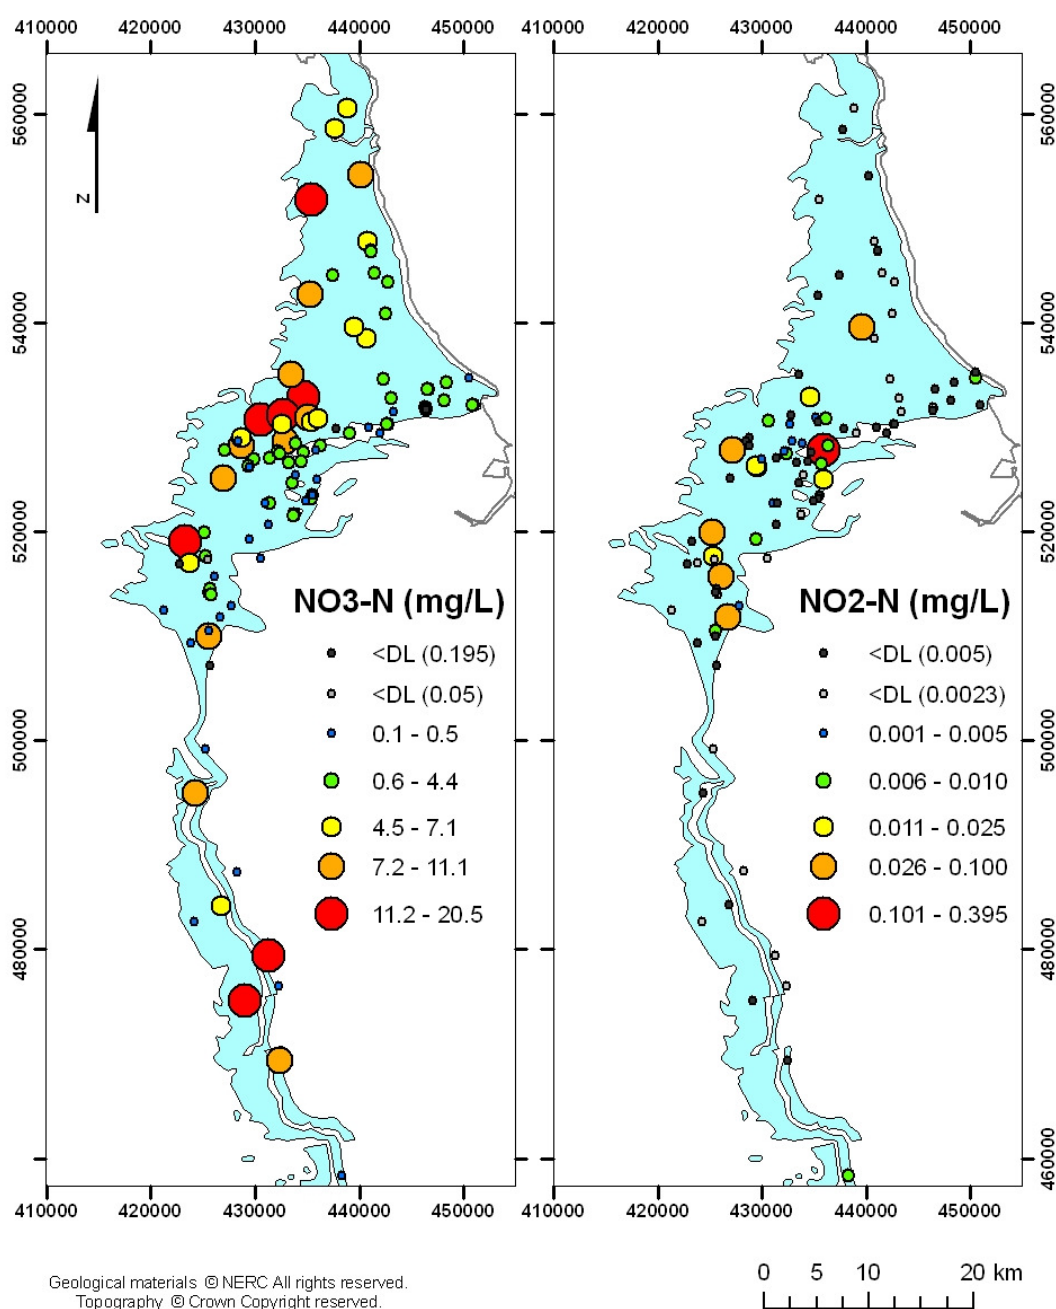 410000 420000 430000 440000 450000 410000 420000 430000 440000 450000
560000 560000
N
540000 540000
520000 520000
NO3-N (mg/L)
<DL (0.195)
<DL (0.05)
0.1 - 0.5
0.6 - 4.4
4.5 - 7.1
7.2 - 11.1
11.2 - 20.5
NO2-N (mg/L)
<DL (0.005)
<DL (0.0023)
0.001 - 0.005
0.006 - 0.010
0.011 - 0.025
0.026 - 0.100
0.101 - 0.395
500000 500000
480000 480000
460000
410000 420000 430000 440000 450000 410000 420000 430000 440000 450000
Geological materials © NERC All rights reserved.
Topography © Crown Copyright reserved.
0 5 10 20 km